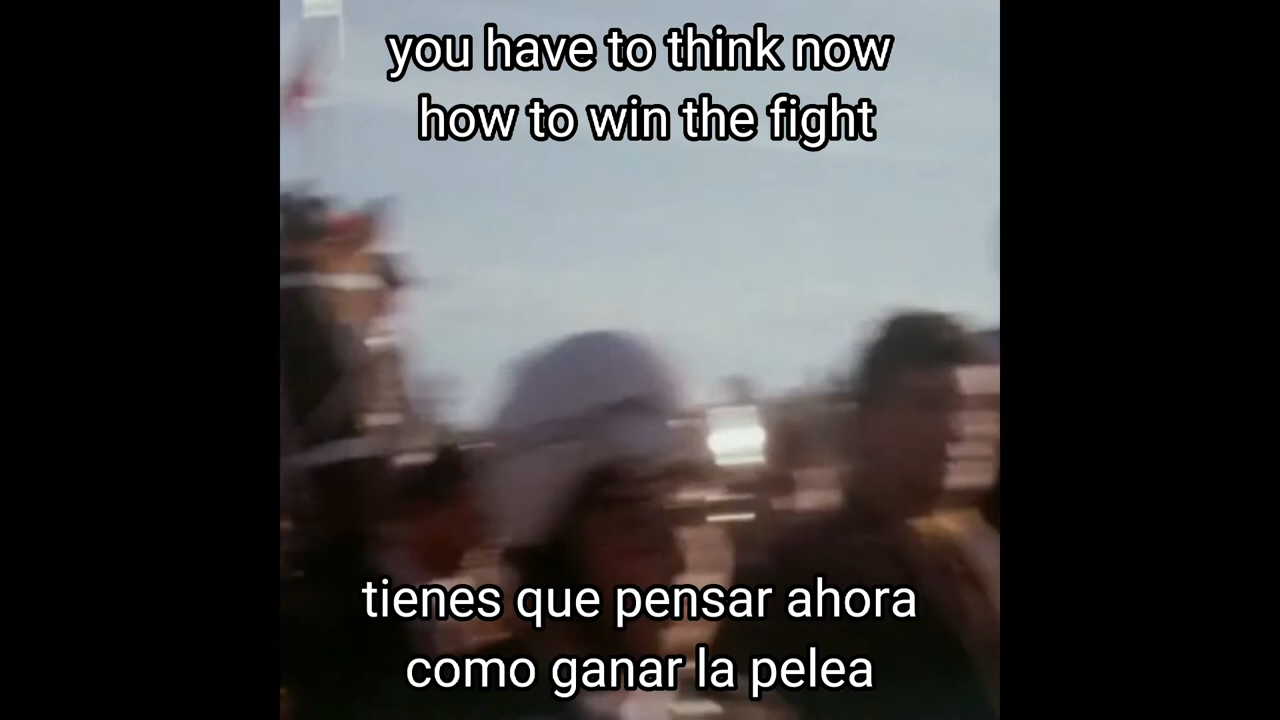 you have to think now
how to win the fight
tienes que pensar ahora
como ganar la pelea